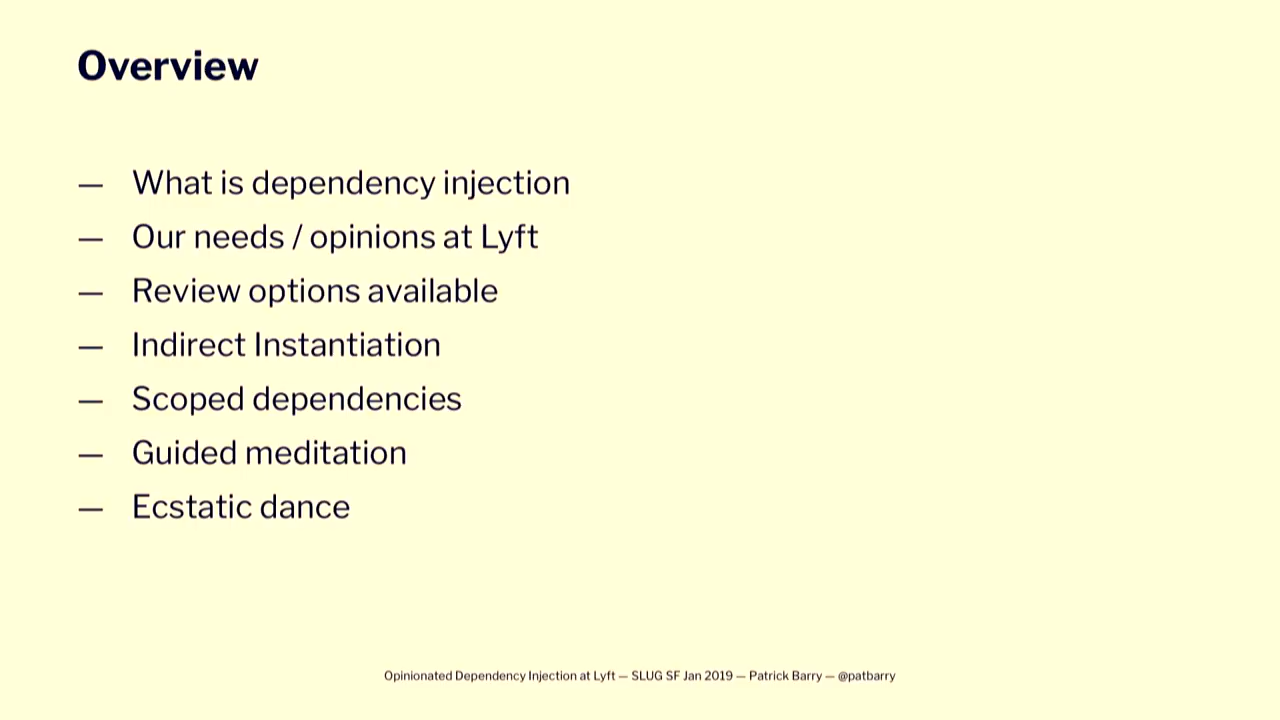 Overview
— What is dependency injection
— Our needs / opinions at Lyft
— Review options available
— Indirect Instantiation
— Scoped dependencies
— Guided meditation
— Ecstatic dance
Opinionated Dependency Injection at Lyft — SLUG SF Jan 2019 — Patrick Barry — @patbarry